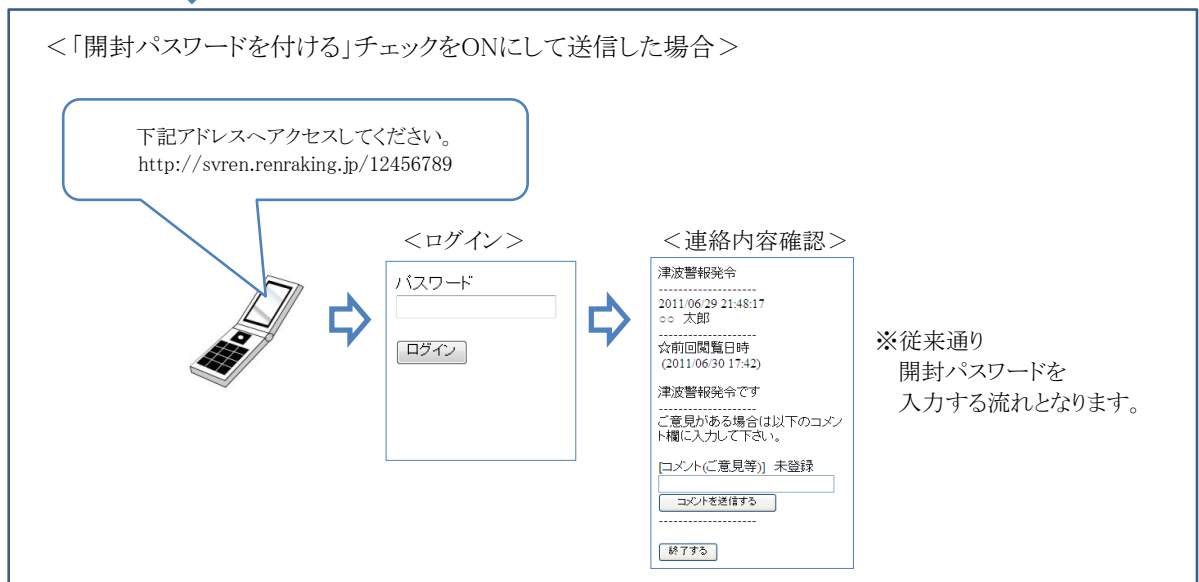 ＜「開封パスワードを付ける」チェックをONにして送信した場合＞
下記アドレスへアクセスしてください。
http://svren.renraking.jp/12456789
＜ログイン＞
パスワード
ログイン
＜連絡内容確認＞
津波警報発令
-------------------
2011/06/29 21:48:17
○○ 太郎
-------------------
☆前回閲覧日時
(2011/06/30 17:42)
津波警報発令です
-------------------
ご意見がある場合は以下のコメン
ト欄に入力して下さい。
[コメント(ご意見等)] 未登録
コメントを送信する
-------------------
終了する
※従来通り
開封パスワードを
入力する流れとなります。